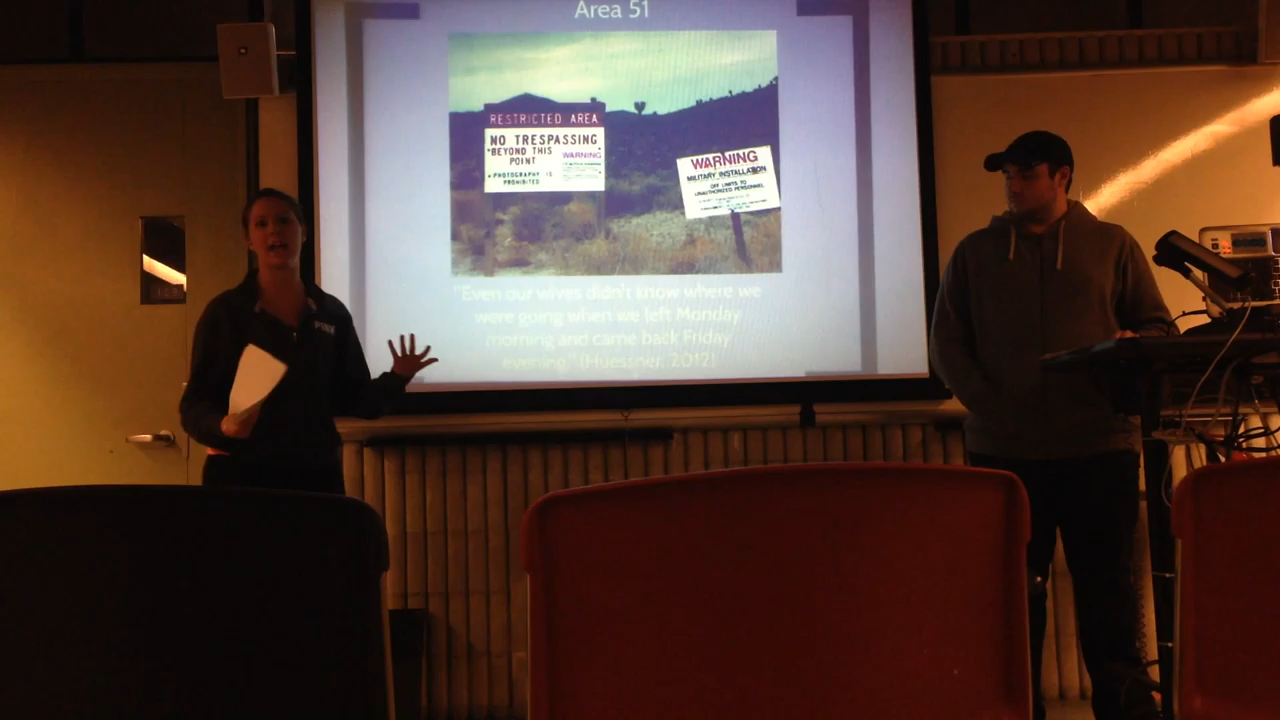 Area 51
RESTRICTED AREA
NO TRESPASSING
BEYOND THIS
POINT
WARNING
PHOTOGRAPHY IS
PROHIBITED
WARNING
MILITARY INSTALLATION
OFF LIMITS TO
UNAUTHORIZED PERSONNEL
"Even our wives didn't know where we
were going when we left Monday
morning and came back Friday
evening." (Huessner, 2012)
PINK